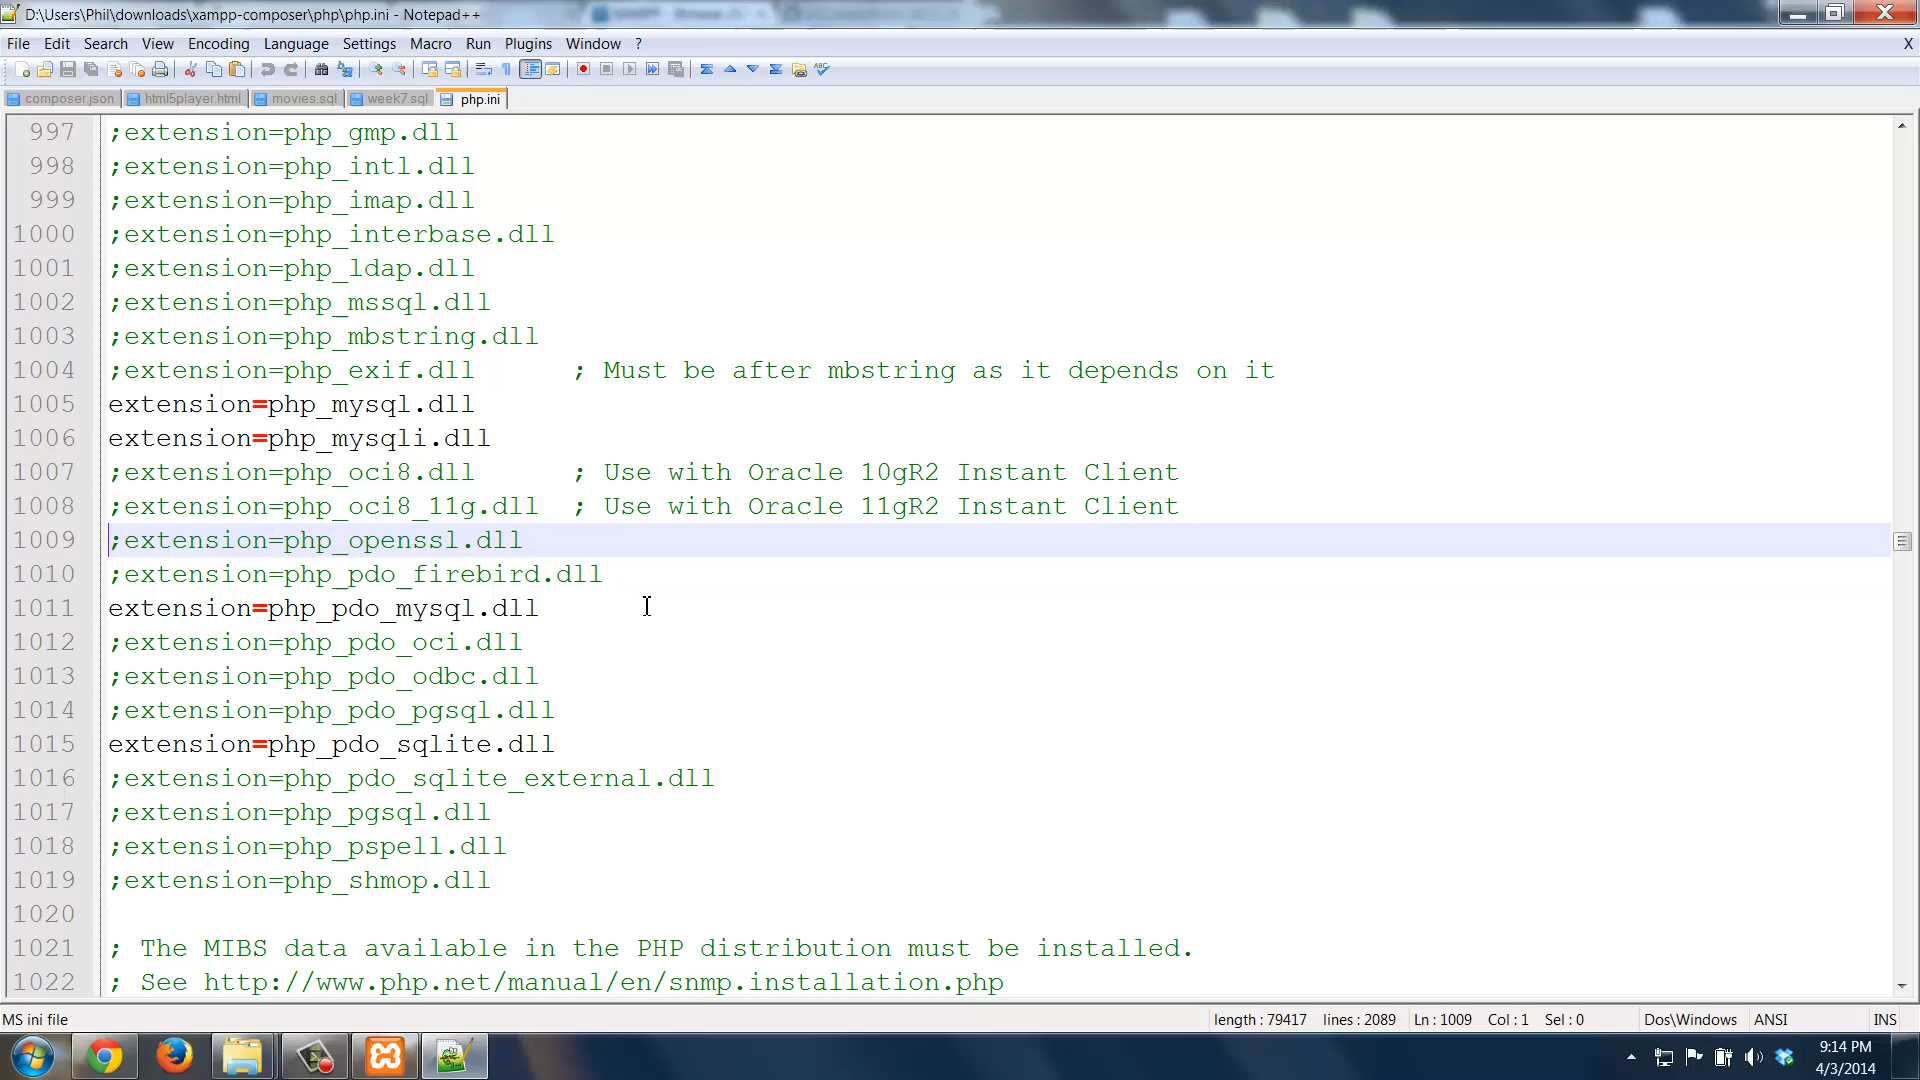 D:\Users\Phil\downloads\xampp-composer\php\php.ini - Notepad++
File Edit Search View Encoding Language Settings Macro Run Plugins Window ? X
composer.json html5player.html movies.sql week7.sql php.ini
997 ;extension=php_gmp.dll
998 ;extension=php_intl.dll
999 ;extension=php_imap.dll
1000 ;extension=php_interbase.dll
1001 ;extension=php_ldap.dll
1002 ;extension=php_mssql.dll
1003 ;extension=php_mbstring.dll
1004 ;extension=php_exif.dll      ; Must be after mbstring as it depends on it
1005 extension=php_mysql.dll
1006 extension=php_mysqli.dll
1007 ;extension=php_oci8.dll      ; Use with Oracle 10gR2 Instant Client
1008 ;extension=php_oci8_11g.dll  ; Use with Oracle 11gR2 Instant Client
1009 ;extension=php_openssl.dll
1010 ;extension=php_pdo_firebird.dll
1011 extension=php_pdo_mysql.dll
1012 ;extension=php_pdo_oci.dll
1013 ;extension=php_pdo_odbc.dll
1014 ;extension=php_pdo_pgsql.dll
1015 extension=php_pdo_sqlite.dll
1016 ;extension=php_pdo_sqlite_external.dll
1017 ;extension=php_pgsql.dll
1018 ;extension=php_pspell.dll
1019 ;extension=php_shmop.dll
1020
1021 ; The MIBS data available in the PHP distribution must be installed.
1022 ; See http://www.php.net/manual/en/snmp.installation.php
MS ini file length : 79417 lines : 2089 Ln : 1009 Col : 1 Sel : 0 Dos\Windows ANSI INS
9:14 PM
4/3/2014